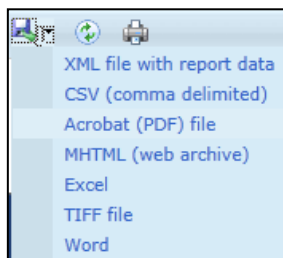 XML file with report data
CSV (comma delimited)
Acrobat (PDF) file
MHTML (web archive)
Excel
TIFF file
Word